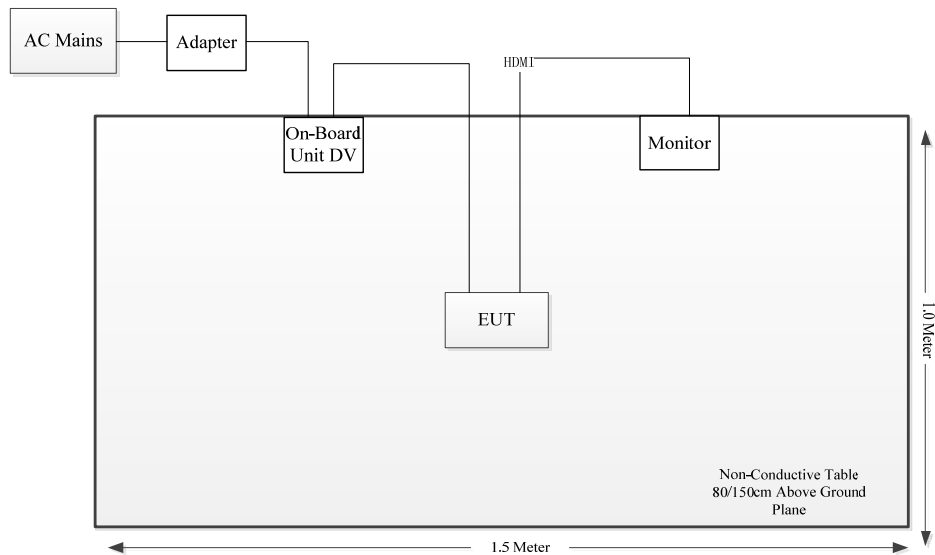 AC Mains
Adapter
HDMI
On-Board
Unit DV
Monitor
EUT
1.0 Meter
Non-Conductive Table
80/150cm Above Ground
Plane
1.5 Meter